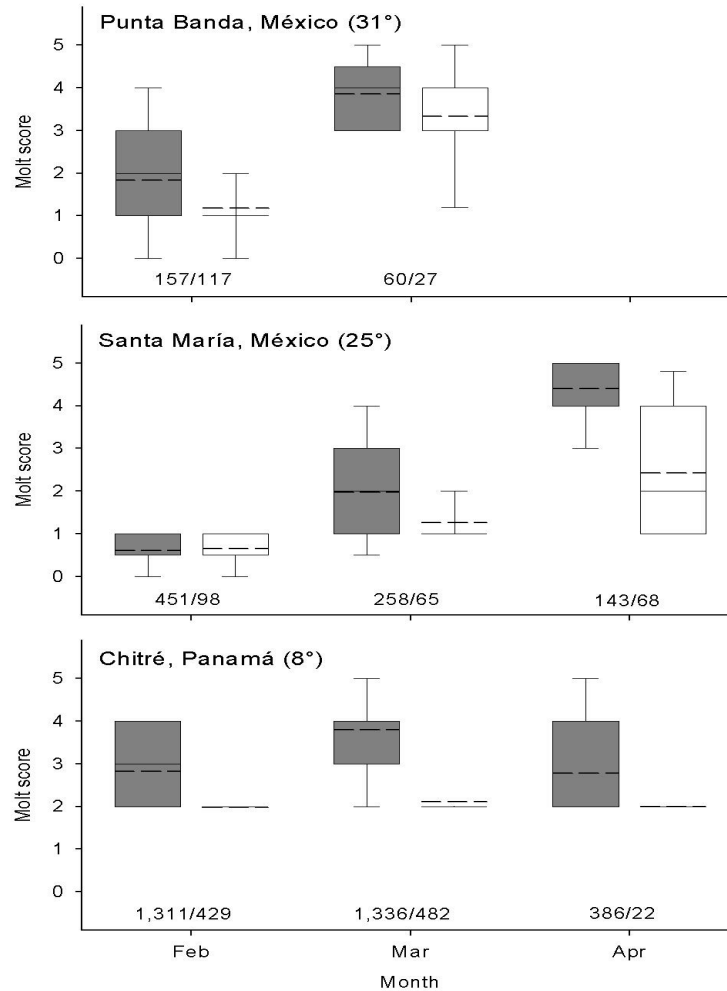 Punta Banda, México (31°)
5
4
3
2
1
0
Molt score
157/117
60/27
Santa María, México (25°)
5
4
3
2
1
0
Molt score
451/98
258/65
143/68
Chitré, Panamá (8°)
5
4
3
2
1
0
Molt score
1,311/429
1,336/482
386/22
Feb
Mar
Apr
Month